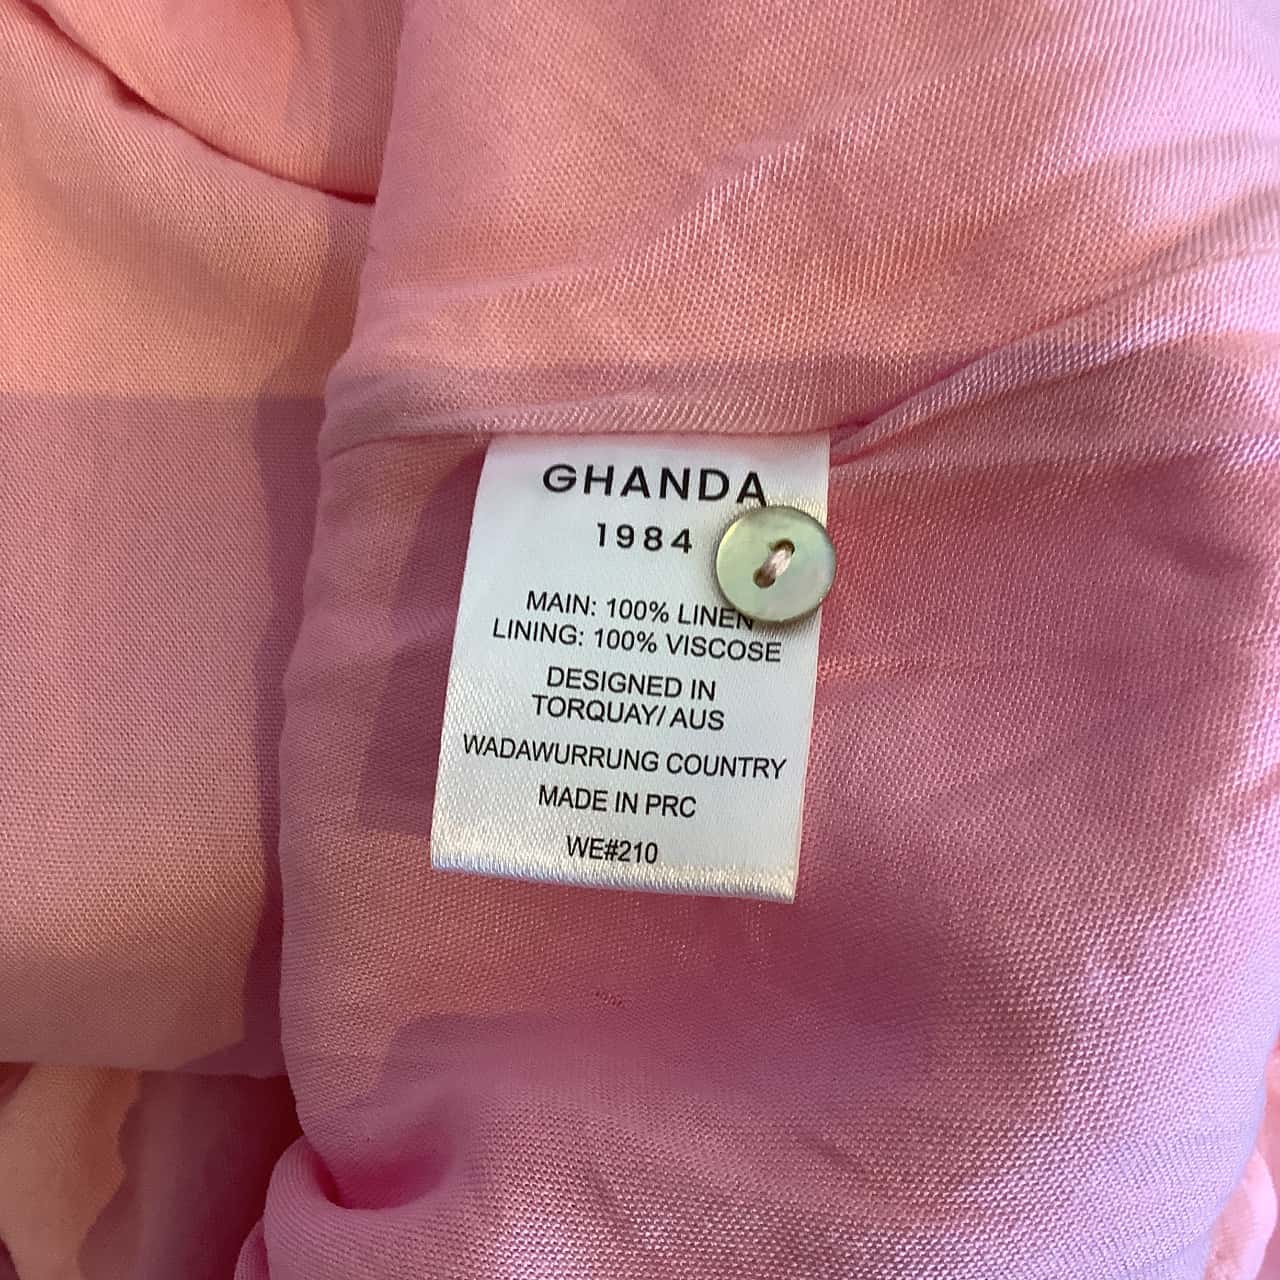 GHANDA
1984
MAIN: 100% LINEN
LINING: 100% VISCOSE
DESIGNED IN
TORQUAY/ AUS
WADAWURRUNG COUNTRY
MADE IN PRC
WE#210